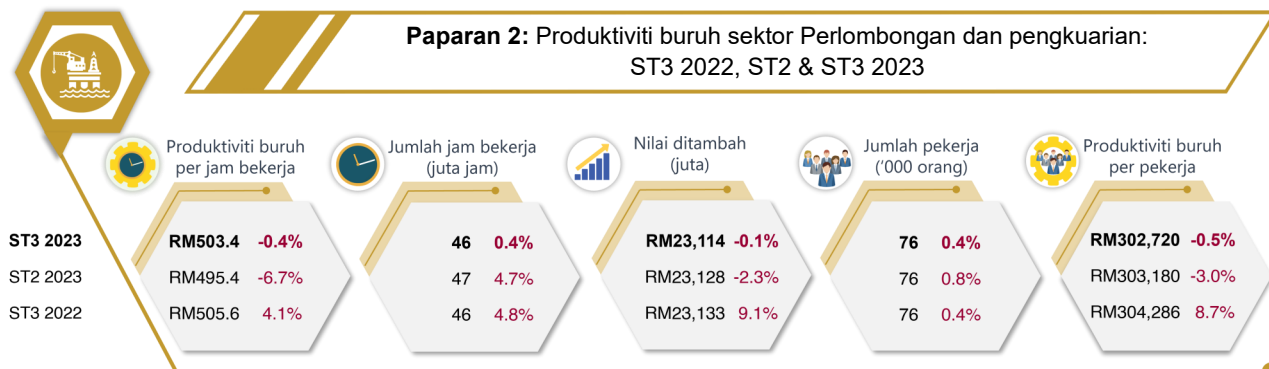 Paparan 2: Produktiviti buruh sektor Perlombongan dan pengkuarian:
ST3 2022, ST2 & ST3 2023
Produktiviti buruh
per jam bekerja
Jumlah jam bekerja
(juta jam)
Nilai ditambah
(juta)
Jumlah pekerja
('000 orang)
Produktiviti buruh
per pekerja
ST3 2023 RM503.4 -0.4% 46 0.4% RM23,114 -0.1% 76 0.4% RM302,720 -0.5%
ST2 2023 RM495.4 -6.7% 47 4.7% RM23,128 -2.3% 76 0.8% RM303,180 -3.0%
ST3 2022 RM505.6 4.1% 46 4.8% RM23,133 9.1% 76 0.4% RM304,286 8.7%